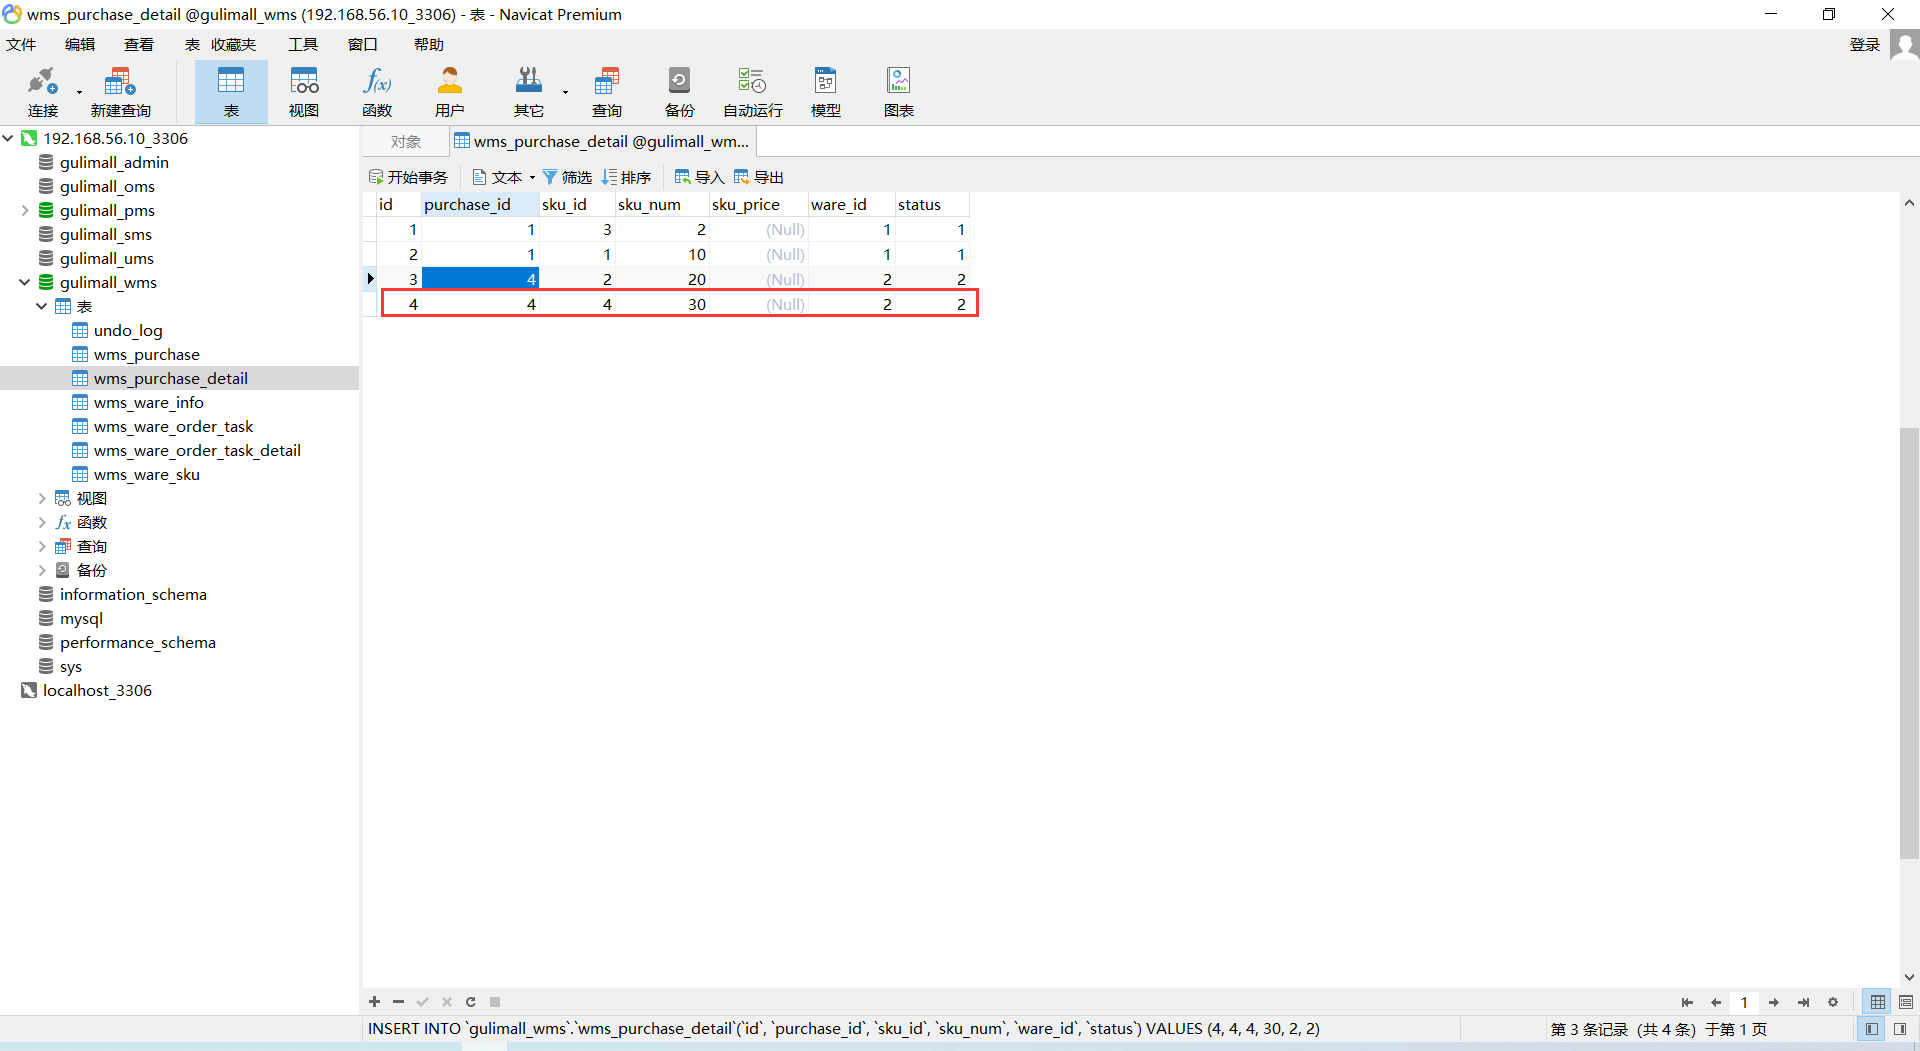 wms_purchase_detail @gulimall_wms (192.168.56.10_3306) - 表 - Navicat Premium
文件 编辑 查看 表 收藏夹 工具 窗口 帮助 登录
连接 新建查询 表 视图 函数 用户 其它 查询 备份 自动运行 模型 图表
192.168.56.10_3306
gulimall_admin
gulimall_oms
gulimall_pms
gulimall_sms
gulimall_ums
gulimall_wms
表
undo_log
wms_purchase
wms_purchase_detail
wms_ware_info
wms_ware_order_task
wms_ware_order_task_detail
wms_ware_sku
视图
函数
查询
备份
information_schema
mysql
performance_schema
sys
localhost_3306
对象 wms_purchase_detail @gulimall_wm...
开始事务 文本 筛选 排序 导入 导出
id purchase_id sku_id sku_num sku_price ware_id status
1 1 3 2 (Null) 1 1
2 1 1 10 (Null) 1 1
3 4 2 20 (Null) 2 2
4 4 4 30 (Null) 2 2
1
INSERT INTO `gulimall_wms`.`wms_purchase_detail`(`id`, `purchase_id`, `sku_id`, `sku_num`, `ware_id`, `status`) VALUES (4, 4, 4, 30, 2, 2)
第 3 条记录 (共 4 条) 于第 1 页